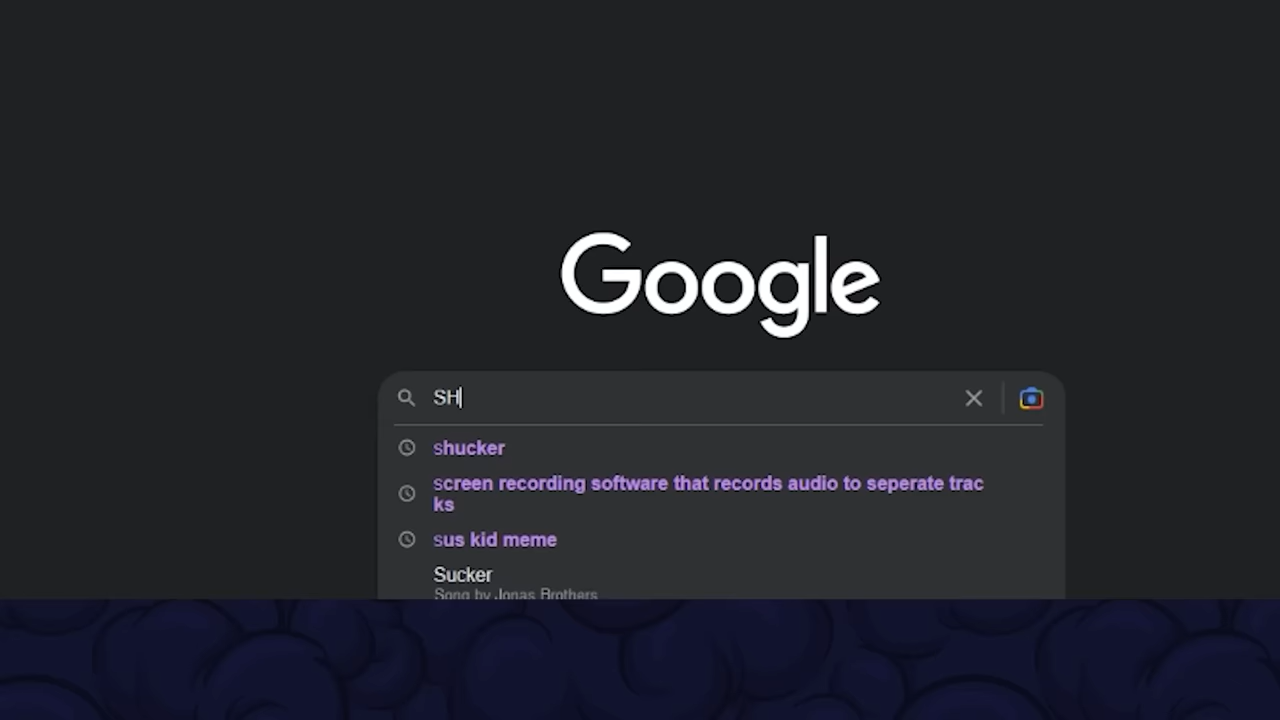 Google
SH
shucker
screen recording software that records audio to seperate trac
ks
sus kid meme
Sucker
Song by Jonas Brothers